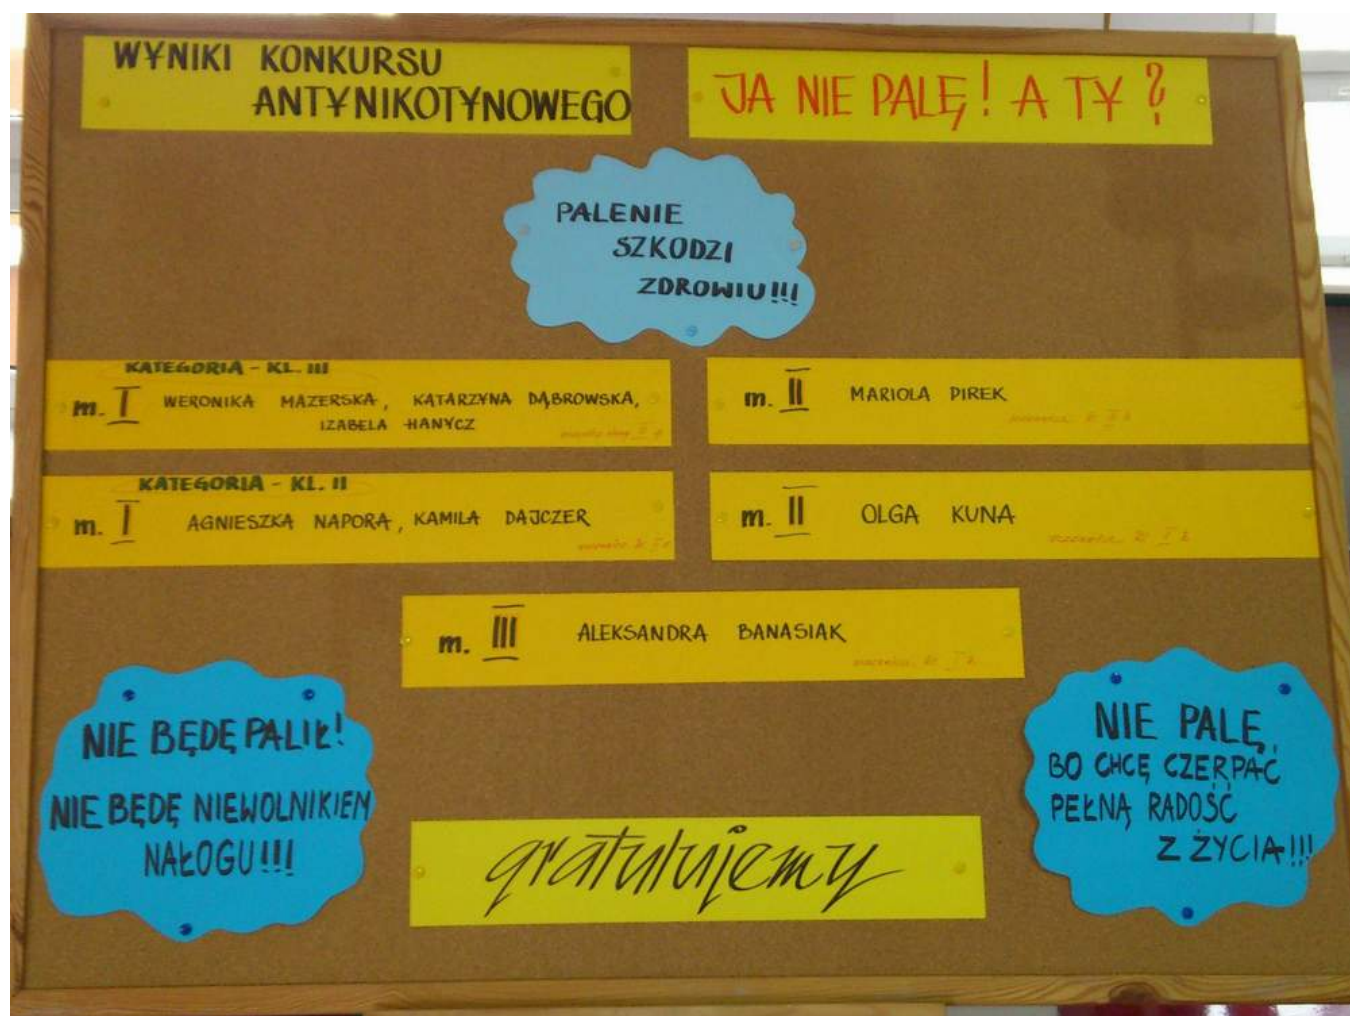 WYNIKI KONKURSU
ANTYNIKOTYNOWEGO
JA NIE PALĘ! A TY?
PALENIE
SZKODZI
ZDROWIU!!!
KATEGORIA - KL. III
m. I WERONIKA MAZERSKA, KATARZYNA DĄBROWSKA,
IZABELA HANYCZ
m. II MARIOLA PIREK
KATEGORIA - KL. II
m. I AGNIESZKA NAPORA, KAMILA DAJCZER
m. II OLGA KUNA
m. III ALEKSANDRA BANASIAK
NIE BĘDĘ PALIŁ!
NIE BĘDĘ NIEWOLNIKIEM
NAŁOGU!!!
gratulujemy
NIE PALĘ
BO CHCĘ CZERPAĆ
PEŁNĄ RADOŚĆ
Z ŻYCIA!!!